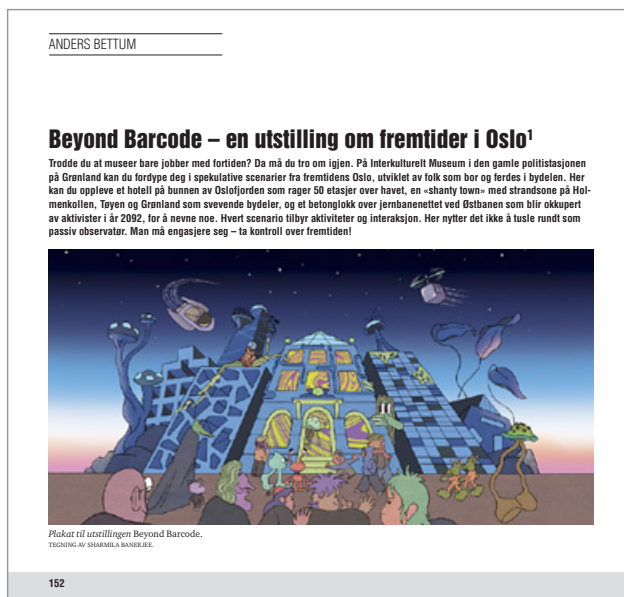 ANDERS BETTUM
Beyond Barcode – en utstilling om fremtider i Oslo¹
Trodde du at museer bare jobber med fortiden? Da må du tro om igjen. På Interkulturelt Museum i den gamle politistasjonen
på Grønland kan du fordype deg i spekulative scenarier fra fremtidens Oslo, utviklet av folk som bor og ferdes i bydelen. Her
kan du oppleve et hotell på bunnen av Oslofjorden som rager 50 etasjer over havet, en «shanty town» med strandsone på Hol-
menkollen, Tøyen og Grønland som svevende bydeler, og et betonglokk over jernbanenettet ved Østbanen som blir okkupert
av aktivister i år 2092, for å nevne noe. Hvert scenario tilbyr aktiviteter og interaksjon. Her nytter det ikke å tusle rundt som
passiv observatør. Man må engasjere seg – ta kontroll over fremtiden!
Plakat til utstillingen Beyond Barcode.
TEGNING AV SHARMILA BANERJEE.
152